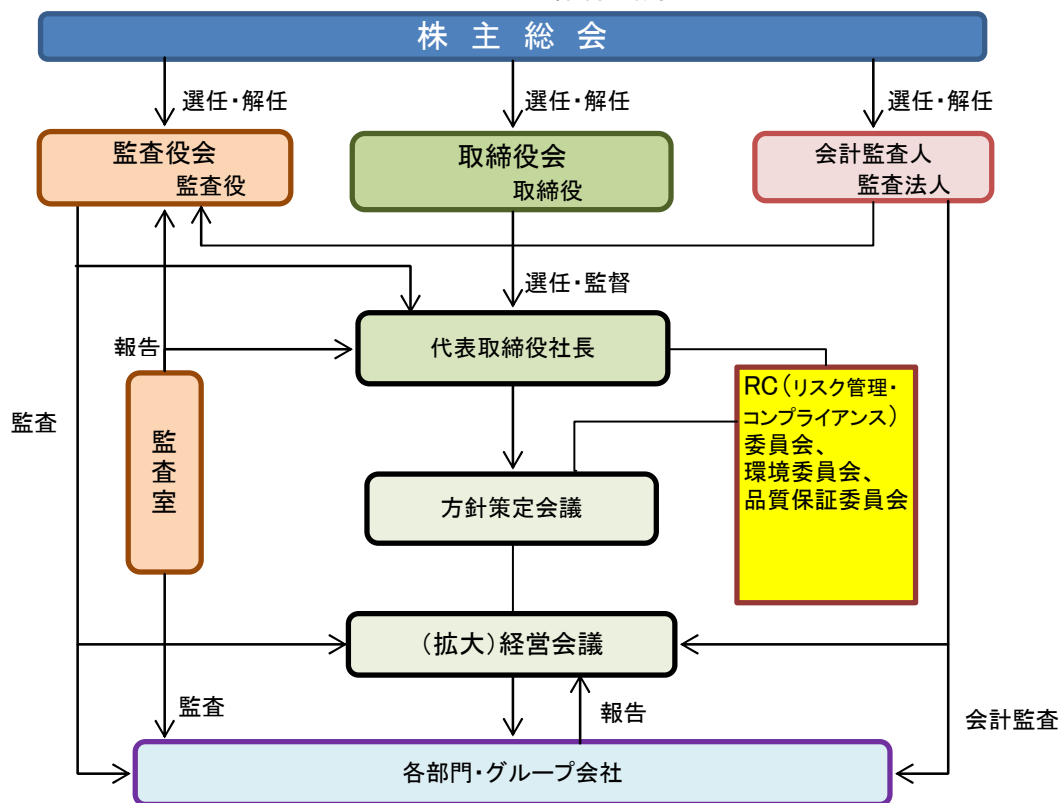 株主総会
選任・解任
選任・解任
選任・解任
監査役会
監査役
取締役会
取締役
会計監査人
監査法人
選任・監督
代表取締役社長
報告
監査
監査室
RC(リスク管理・
コンプライアンス)
委員会、
環境委員会、
品質保証委員会
方針策定会議
(拡大)経営会議
監査
報告
会計監査
各部門・グループ会社